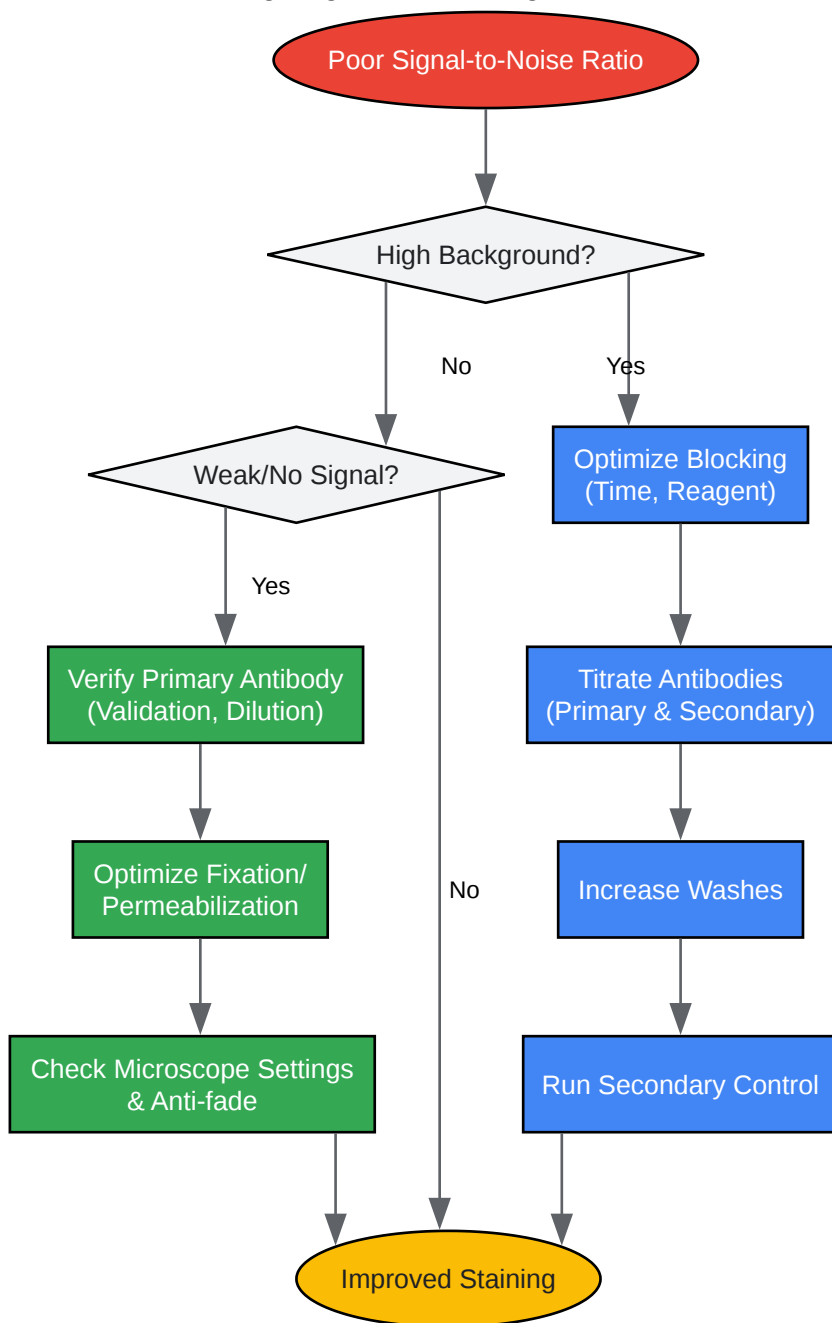 Poor Signal-to-Noise Ratio
High Background?
No
Yes
Weak/No Signal?
Optimize Blocking
(Time, Reagent)
Yes
Verify Primary Antibody
(Validation, Dilution)
Titrate Antibodies
(Primary & Secondary)
Optimize Fixation/
Permeabilization
No
Increase Washes
Check Microscope Settings
& Anti-fade
Run Secondary Control
Improved Staining